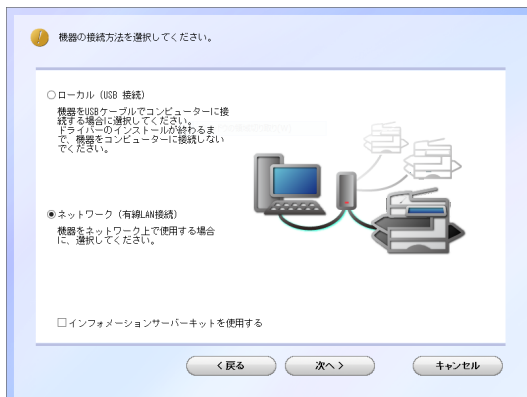 機器の接続方法を選択してください。
ローカル (USB 接続)
機器をUSBケーブルでコンピューターに接
続する場合に選択してください。
ドライバーのインストールが終わるま
で、機器をコンピューターに接続しない
でください。
ネットワーク (有線LAN接続)
機器をネットワーク上で使用する場合
に、選択してください。
インフォメーションサーバーキットを使用する
< 戻る
次へ >
キャンセル